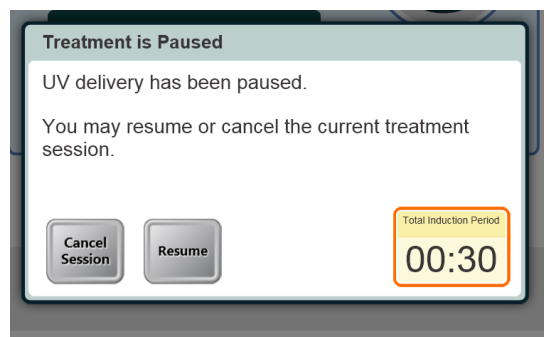 Treatment is Paused
UV delivery has been paused.
You may resume or cancel the current treatment
session.
Cancel
Session
Resume
Total Induction Period
00:30